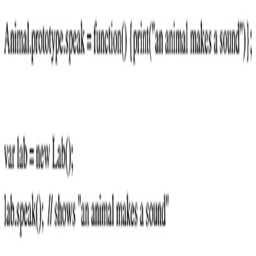 Animal.prototype.speak = function() {print("an animal makes a sound")};
var lab = new Lab();
lab.speak(); // shows "an animal makes a sound"